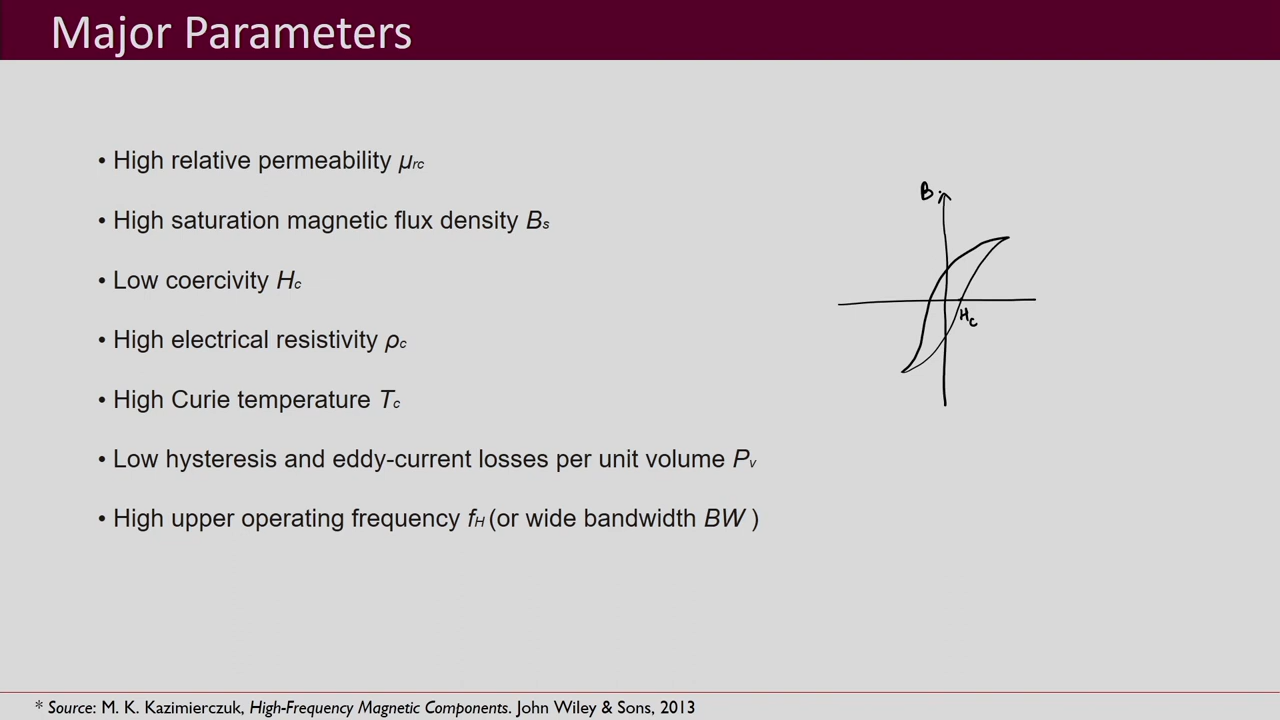 Major Parameters
• High relative permeability μrc
• High saturation magnetic flux density Bs
• Low coercivity Hc
• High electrical resistivity ρc
• High Curie temperature Tc
• Low hysteresis and eddy-current losses per unit volume Pv
• High upper operating frequency fH (or wide bandwidth BW )
B
Hc
* Source: M. K. Kazimierczuk, High-Frequency Magnetic Components. John Wiley & Sons, 2013